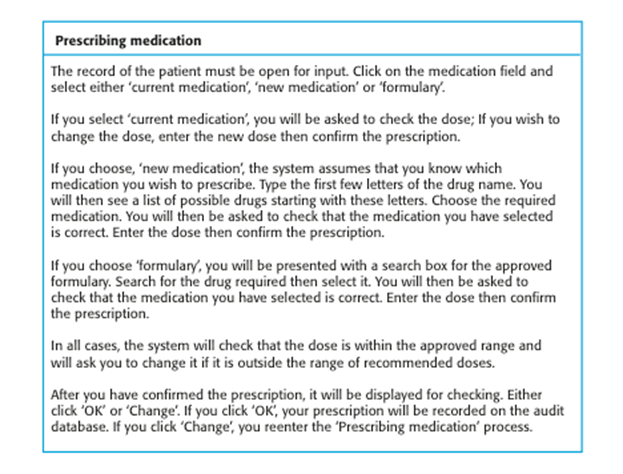 Prescribing medication
The record of the patient must be open for input. Click on the medication field and
select either ‘current medication’, ‘new medication’ or ‘formulary’.
If you select ‘current medication’, you will be asked to check the dose; If you wish to
change the dose, enter the new dose then confirm the prescription.
If you choose, ‘new medication’, the system assumes that you know which
medication you wish to prescribe. Type the first few letters of the drug name. You
will then see a list of possible drugs starting with these letters. Choose the required
medication. You will then be asked to check that the medication you have selected
is correct. Enter the dose then confirm the prescription.
If you choose ‘formulary’, you will be presented with a search box for the approved
formulary. Search for the drug required then select it. You will then be asked to
check that the medication you have selected is correct. Enter the dose then confirm
the prescription.
In all cases, the system will check that the dose is within the approved range and
will ask you to change it if it is outside the range of recommended doses.
After you have confirmed the prescription, it will be displayed for checking. Either
click ‘OK’ or ‘Change’. If you click ‘OK’, your prescription will be recorded on the audit
database. If you click ‘Change’, you reenter the ‘Prescribing medication’ process.